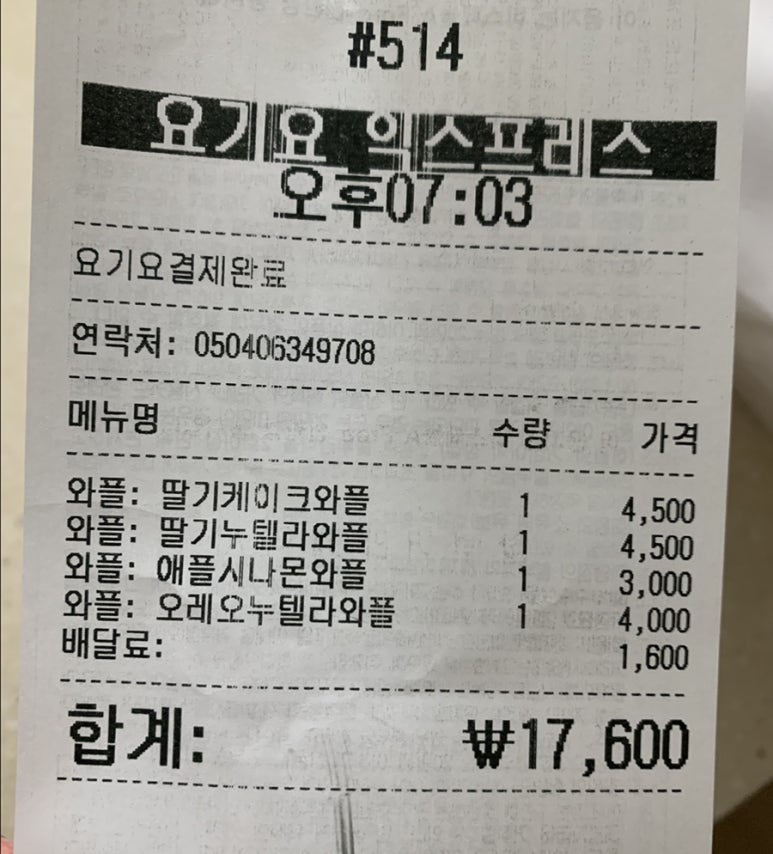 #514
요기요 익스프레스
오후07:03
요기요결제완료
연락처: 050406349708
메뉴명 수량 가격
와플: 딸기케이크와플 1 4,500
와플: 딸기누텔라와플 1 4,500
와플: 애플시나몬와플 1 3,000
와플: 오레오누텔라와플 1 4,000
배달료: 1,600
합계: ₩17,600